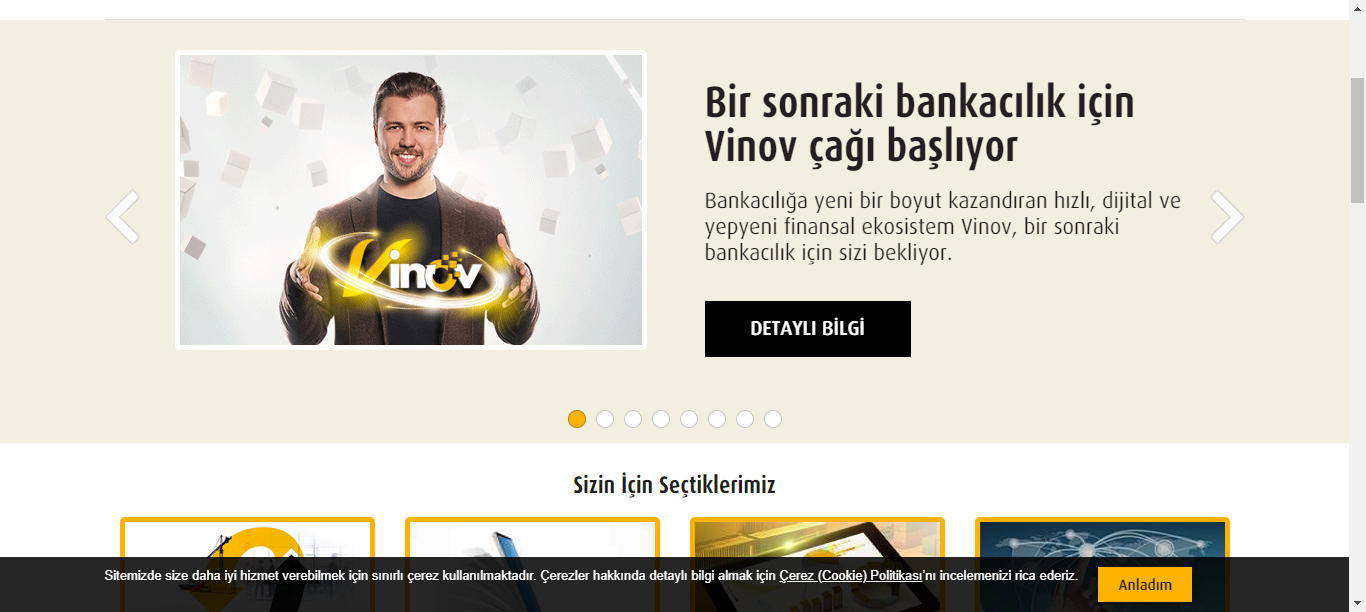 Bir sonraki bankacılık için
Vinov çağı başlıyor
Bankacılığa yeni bir boyut kazandıran hızlı, dijital ve
yepyeni finansal ekosistem Vinov, bir sonraki
bankacılık için sizi bekliyor.
Vinov
DETAYLI BİLGİ
Sizin İçin Seçtiklerimiz
Sitemizde size daha iyi hizmet verebilmek için sınırlı çerez kullanılmaktadır. Çerezler hakkında detaylı bilgi almak için Çerez (Cookie) Politikası'nı incelemenizi rica ederiz.
Anladım